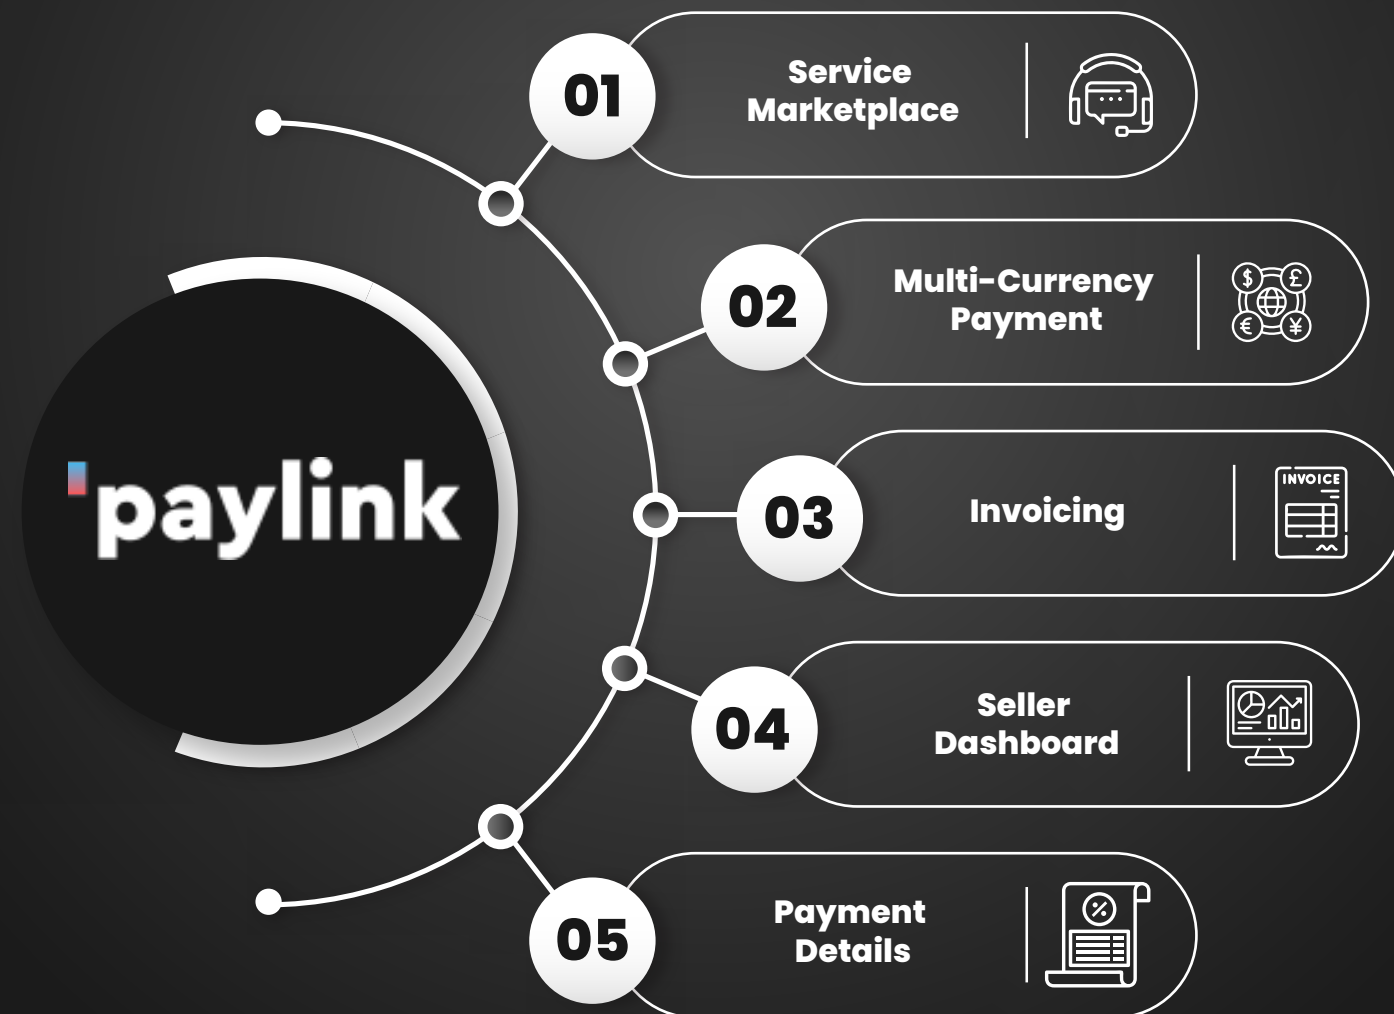 paylink
01
Service
Marketplace
02
Multi-Currency
Payment
$ £
€ ¥
03
Invoicing
INVOICE
04
Seller
Dashboard
05
Payment
Details
%